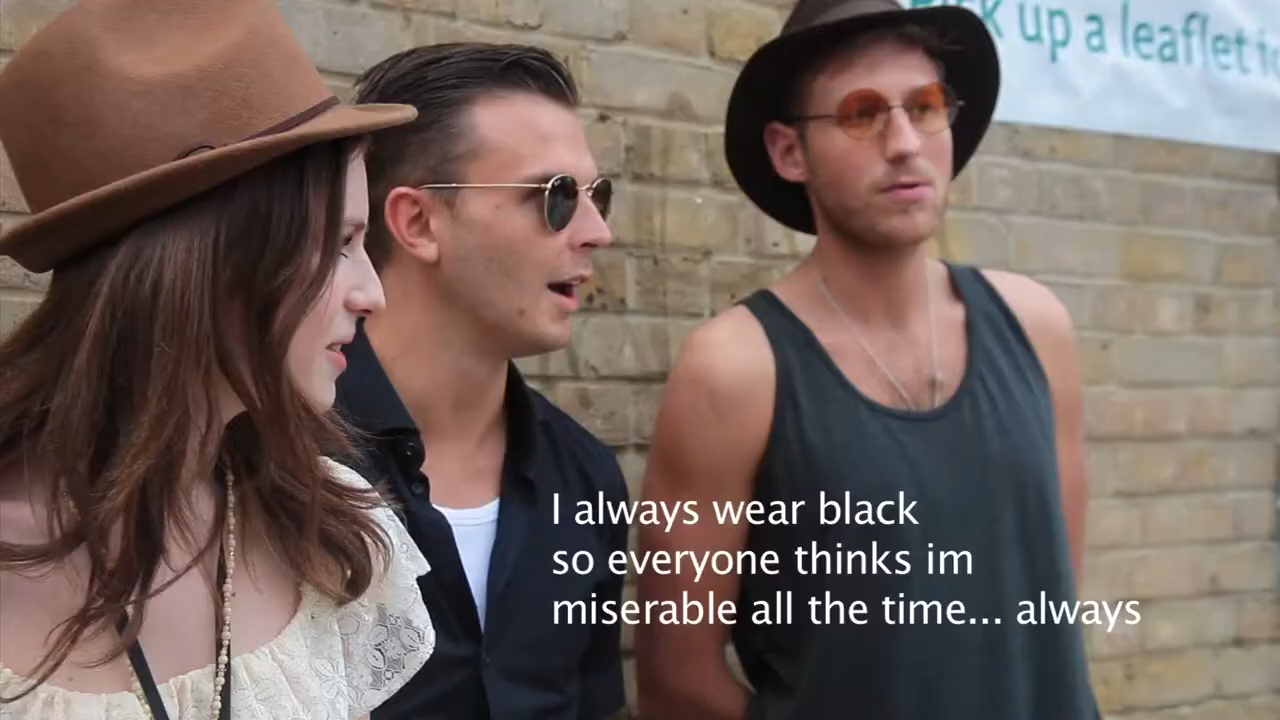 up a leaflet
I always wear black
so everyone thinks im
miserable all the time... always